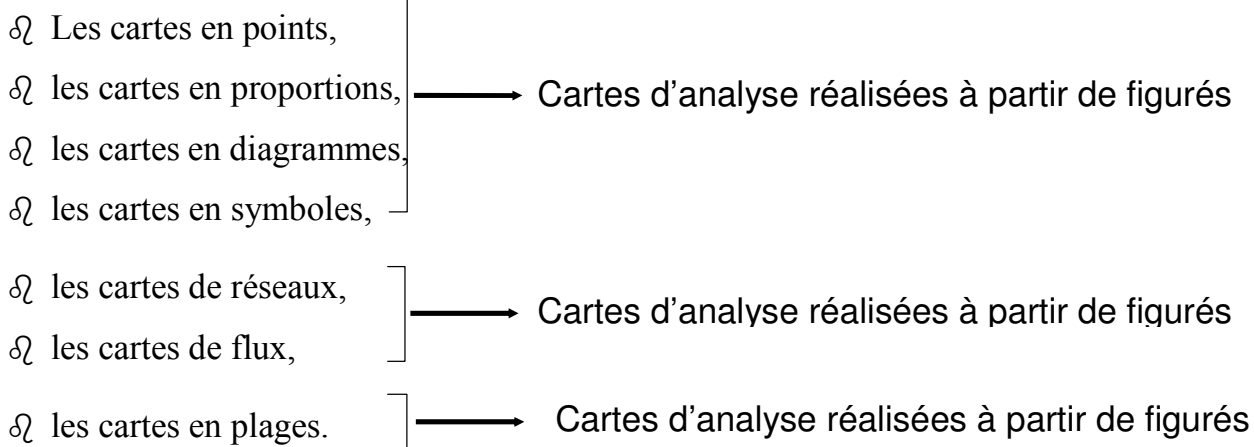 ♌ Les cartes en points,
♌ les cartes en proportions,
Cartes d'analyse réalisées à partir de figurés
♌ les cartes en diagrammes,
♌ les cartes en symboles,
♌ les cartes de réseaux,
Cartes d'analyse réalisées à partir de figurés
♌ les cartes de flux,
♌ les cartes en plages.
Cartes d'analyse réalisées à partir de figurés